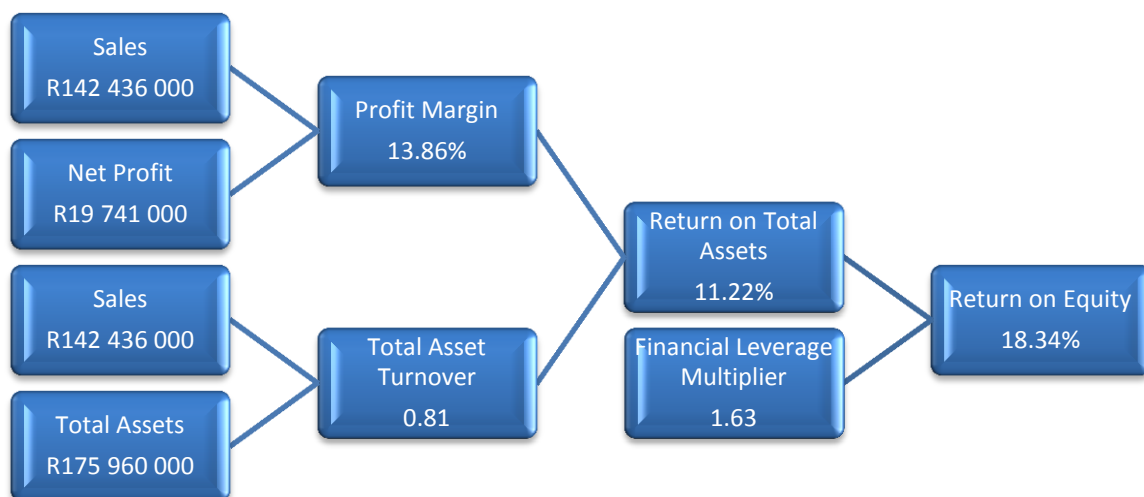 Sales
R142 436 000
Net Profit
R19 741 000
Sales
R142 436 000
Total Assets
R175 960 000
Profit Margin
13.86%
Total Asset
Turnover
0.81
Return on Total
Assets
11.22%
Financial Leverage
Multiplier
1.63
Return on Equity
18.34%